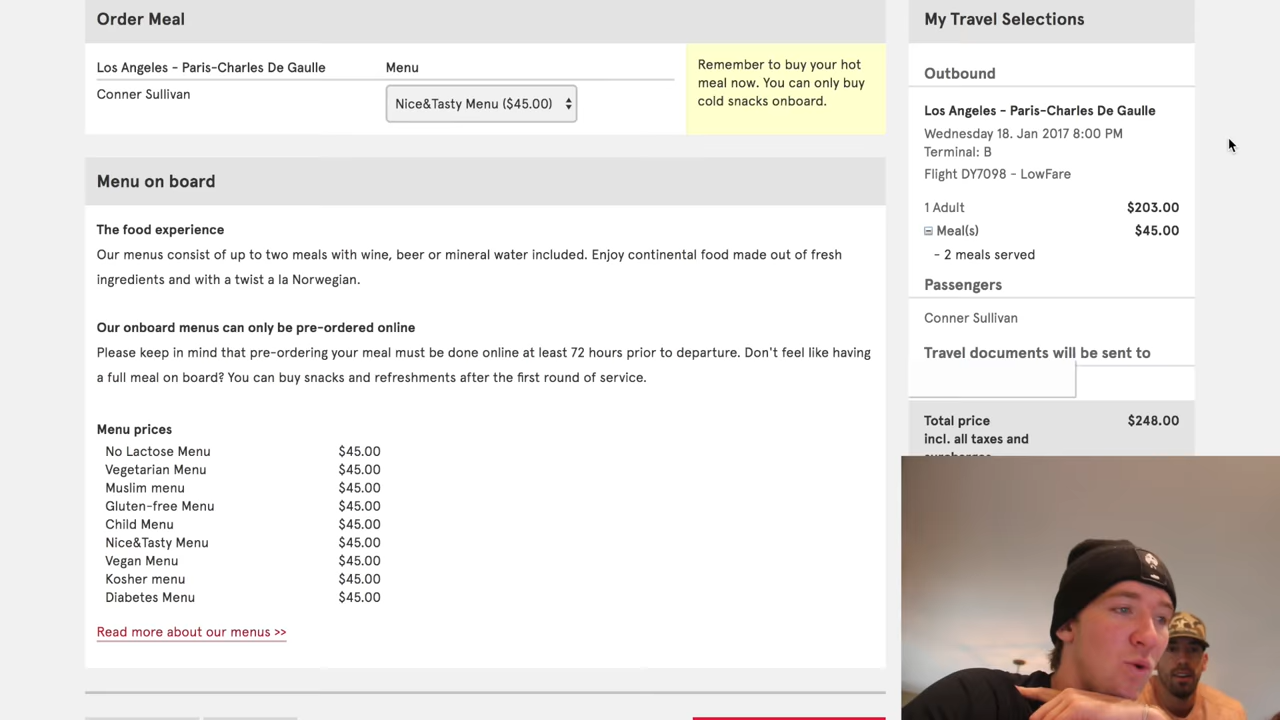 Order Meal
Los Angeles - Paris-Charles De Gaulle
Menu
Conner Sullivan
Nice&Tasty Menu ($45.00)
Remember to buy your hot
meal now. You can only buy
cold snacks onboard.
Menu on board
The food experience
Our menus consist of up to two meals with wine, beer or mineral water included. Enjoy continental food made out of fresh
ingredients and with a twist a la Norwegian.
Our onboard menus can only be pre-ordered online
Please keep in mind that pre-ordering your meal must be done online at least 72 hours prior to departure. Don't feel like having
a full meal on board? You can buy snacks and refreshments after the first round of service.
Menu prices
No Lactose Menu $45.00
Vegetarian Menu $45.00
Muslim menu $45.00
Gluten-free Menu $45.00
Child Menu $45.00
Nice&Tasty Menu $45.00
Vegan Menu $45.00
Kosher menu $45.00
Diabetes Menu $45.00
Read more about our menus >>
My Travel Selections
Outbound
Los Angeles - Paris-Charles De Gaulle
Wednesday 18. Jan 2017 8:00 PM
Terminal: B
Flight DY7098 - LowFare
1 Adult $203.00
Meal(s) $45.00
- 2 meals served
Passengers
Conner Sullivan
Travel documents will be sent to
Total price $248.00
incl. all taxes and